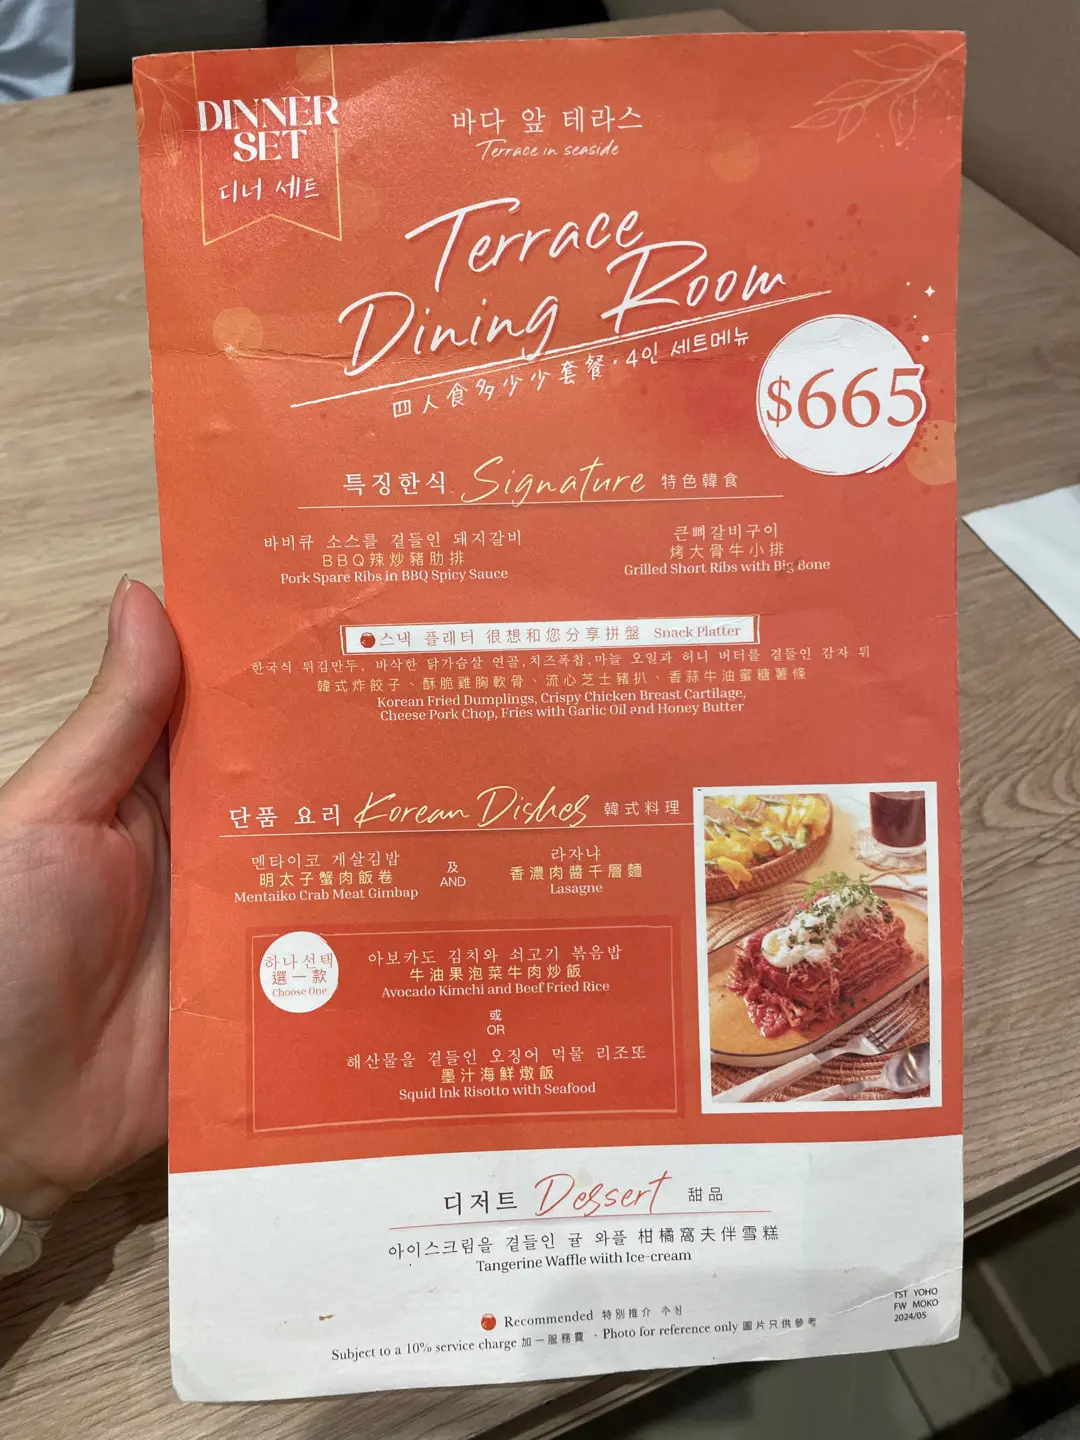 DINNER
SET
디너 세트
바다 앞 테라스
Terrace in seaside
Terrace
Dining Room
四人食多少少套餐·4인 세트메뉴
$665
특징한식 Signature 特色韓食
바비큐 소스를 곁들인 돼지갈비
BBQ辣炒豬肋排
Pork Spare Ribs in BBQ Spicy Sauce
큰뼈갈비구이
烤大骨牛小排
Grilled Short Ribs with Big Bone
스낵 플래터 很想和您分享拼盤 Snack Platter
한국식 튀김만두, 바삭한 닭가슴살 연골,치즈폭찹,마늘 오일과 허니 버터를 곁들인 감자 튀
韓式炸餃子、酥脆雞胸軟骨、流心芝士豬扒、香蒜牛油蜜糖薯條
Korean Fried Dumplings, Crispy Chicken Breast Cartilage,
Cheese Pork Chop, Fries with Garlic Oil and Honey Butter
단품 요리 Korean Dishes 韓式料理
멘타이코 게살김밥
明太子蟹肉飯卷
Mentaiko Crab Meat Gimbap
及
AND
라자냐
香濃肉醬千層麵
Lasagne
하나선택
選一款
Choose One
아보카도 김치와 쇠고기 볶음밥
牛油果泡菜牛肉炒飯
Avocado Kimchi and Beef Fried Rice
或
OR
해산물을 곁들인 오징어 먹물 리조또
墨汁海鮮燉飯
Squid Ink Risotto with Seafood
디저트 Dessert 甜品
아이스크림을 곁들인 귤 와플 柑橘窩夫伴雪糕
Tangerine Waffle wiith Ice-cream
Recommended 特別推介 추천
Subject to a 10% service charge 加一服務費 · Photo for reference only 圖片只供參考
TST YOHO
FW MOKO
2024/05